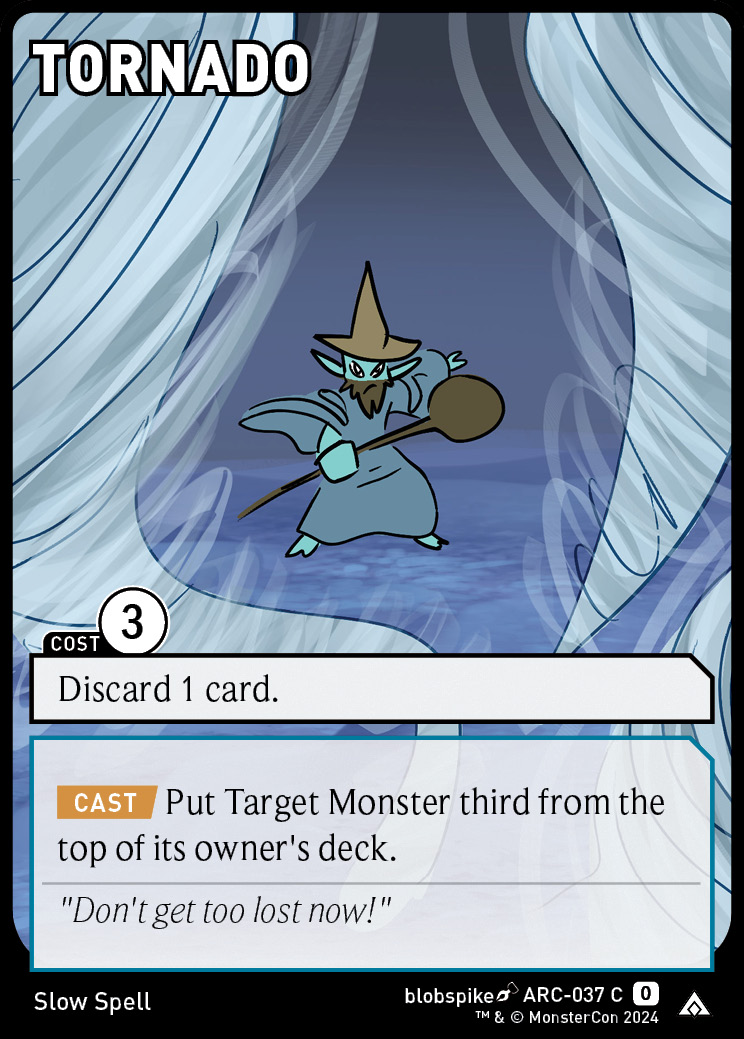 TORNADO
COST 3
Discard 1 card.
CAST Put Target Monster third from the
top of its owner's deck.
"Don't get too lost now!"
Slow Spell
blobspike ARC-037 C 0
™ & © MonsterCon 2024